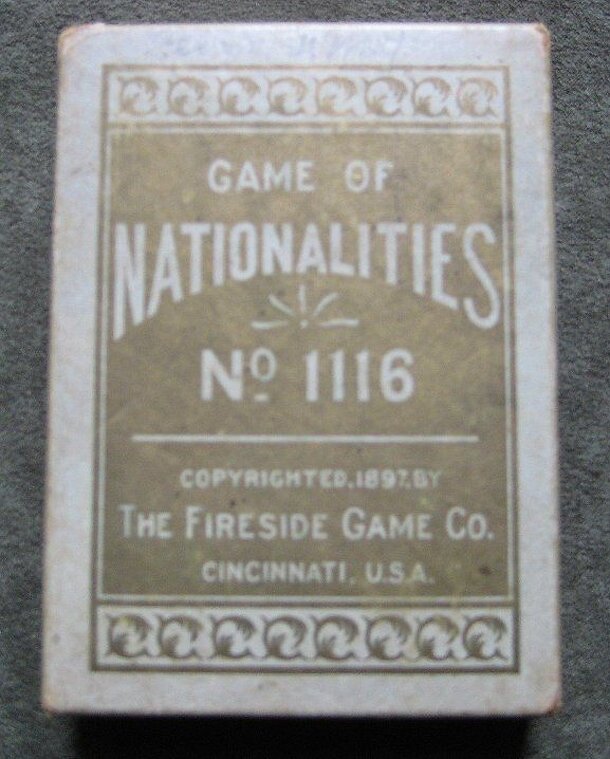 GAME OF
NATIONALITIES
Nº 1116
COPYRIGHTED, 1897, BY
THE FIRESIDE GAME CO.
CINCINNATI, U.S.A.